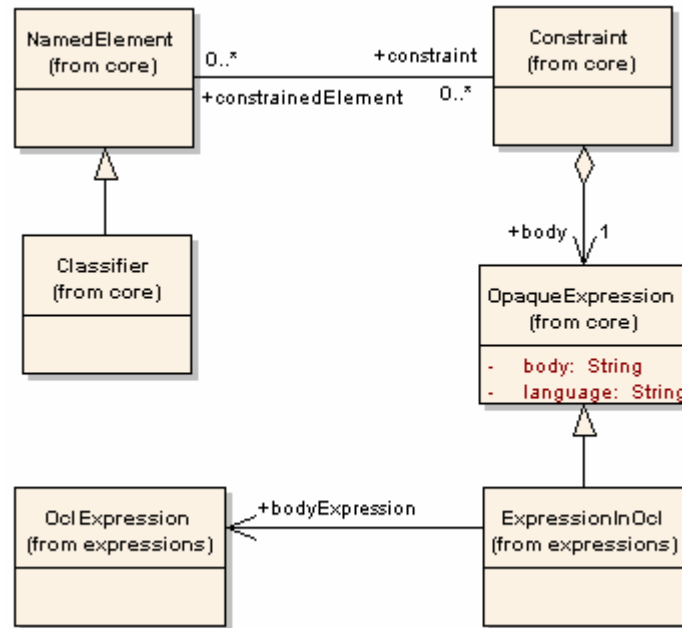 NamedElement
(from core)
0..*
+constrainedElement
+constraint
0..*
Constraint
(from core)
Classifier
(from core)
+body
1
OpaqueExpression
(from core)
- body: String
- language: String
OclExpression
(from expressions)
+bodyExpression
ExpressionInOcl
(from expressions)